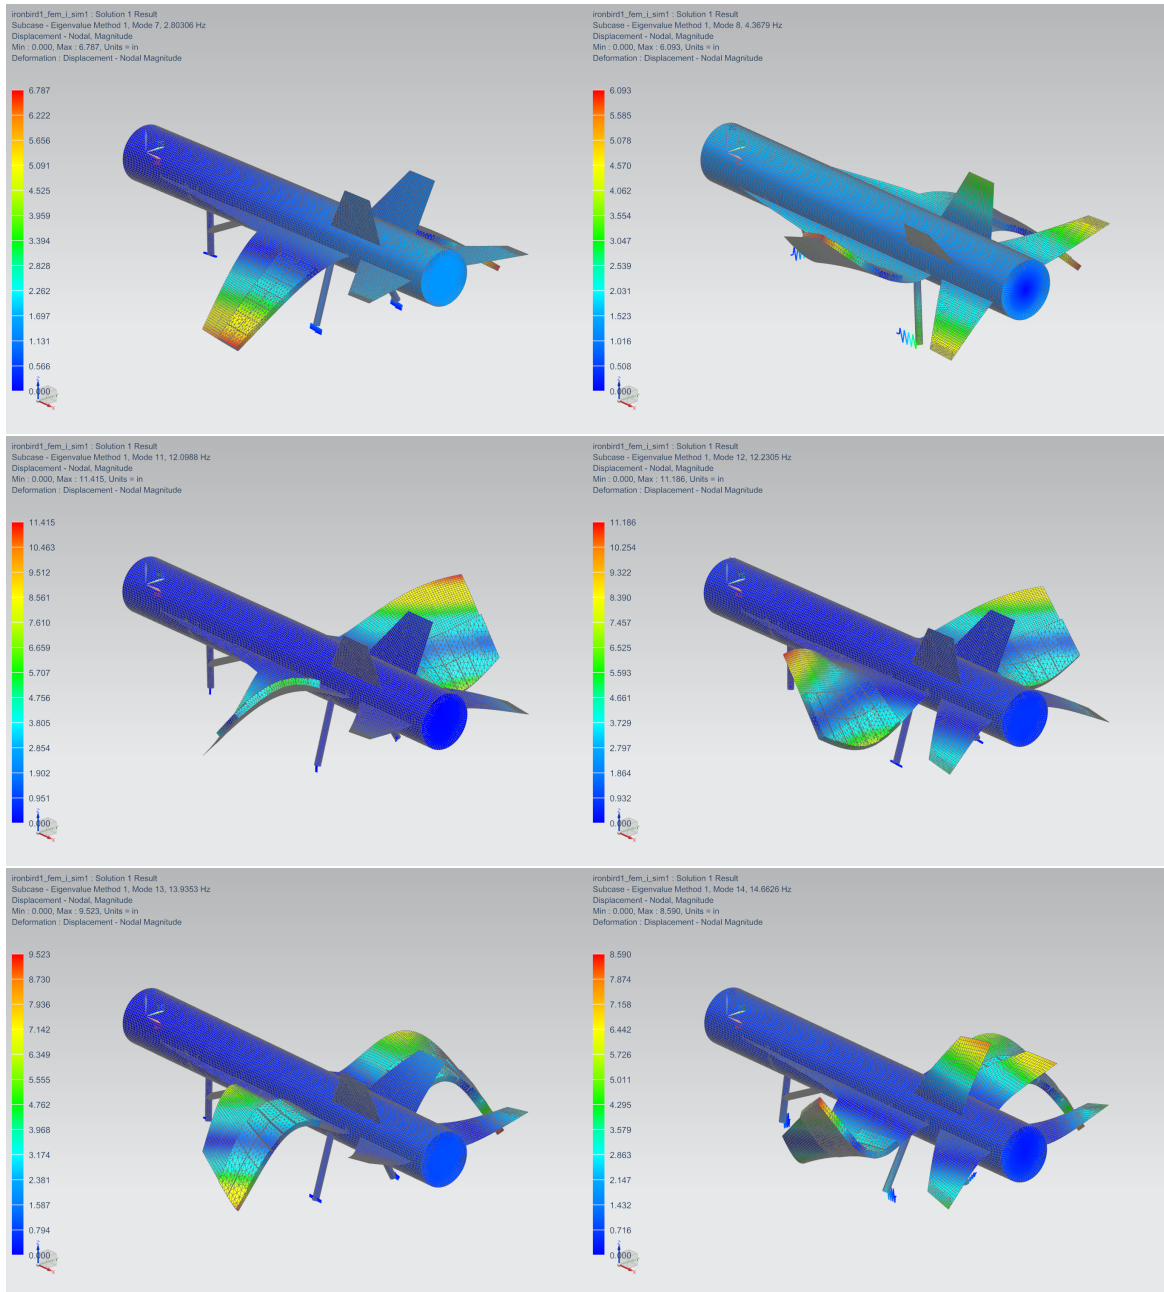 ironbird1_fem_i_sim1 : Solution 1 Result
Subcase - Eigenvalue Method 1, Mode 7, 2.80306 Hz
Displacement - Nodal, Magnitude
Min : 0.000, Max : 6.787, Units = in
Deformation : Displacement - Nodal Magnitude
6.787
6.222
5.656
5.091
4.525
3.959
3.394
2.828
2.262
1.697
1.131
0.566
0.000
ironbird1_fem_i_sim1 : Solution 1 Result
Subcase - Eigenvalue Method 1, Mode 8, 4.3679 Hz
Displacement - Nodal, Magnitude
Min : 0.000, Max : 6.093, Units = in
Deformation : Displacement - Nodal Magnitude
6.093
5.585
5.078
4.570
4.062
3.554
3.047
2.539
2.031
1.523
1.016
0.508
0.000
ironbird1_fem_i_sim1 : Solution 1 Result
Subcase - Eigenvalue Method 1, Mode 11, 12.0988 Hz
Displacement - Nodal, Magnitude
Min : 0.000, Max : 11.415, Units = in
Deformation : Displacement - Nodal Magnitude
11.415
10.463
9.512
8.561
7.610
6.659
5.707
4.756
3.805
2.854
1.902
0.951
0.000
ironbird1_fem_i_sim1 : Solution 1 Result
Subcase - Eigenvalue Method 1, Mode 12, 12.2305 Hz
Displacement - Nodal, Magnitude
Min : 0.000, Max : 11.186, Units = in
Deformation : Displacement - Nodal Magnitude
11.186
10.254
9.322
8.390
7.457
6.525
5.593
4.661
3.729
2.797
1.864
0.932
0.000
ironbird1_fem_i_sim1 : Solution 1 Result
Subcase - Eigenvalue Method 1, Mode 13, 13.9353 Hz
Displacement - Nodal, Magnitude
Min : 0.000, Max : 9.523, Units = in
Deformation : Displacement - Nodal Magnitude
9.523
8.730
7.936
7.142
6.349
5.555
4.762
3.968
3.174
2.381
1.587
0.794
0.000
ironbird1_fem_i_sim1 : Solution 1 Result
Subcase - Eigenvalue Method 1, Mode 14, 14.6626 Hz
Displacement - Nodal, Magnitude
Min : 0.000, Max : 8.590, Units = in
Deformation : Displacement - Nodal Magnitude
8.590
7.874
7.158
6.442
5.726
5.011
4.295
3.579
2.863
2.147
1.432
0.716
0.000